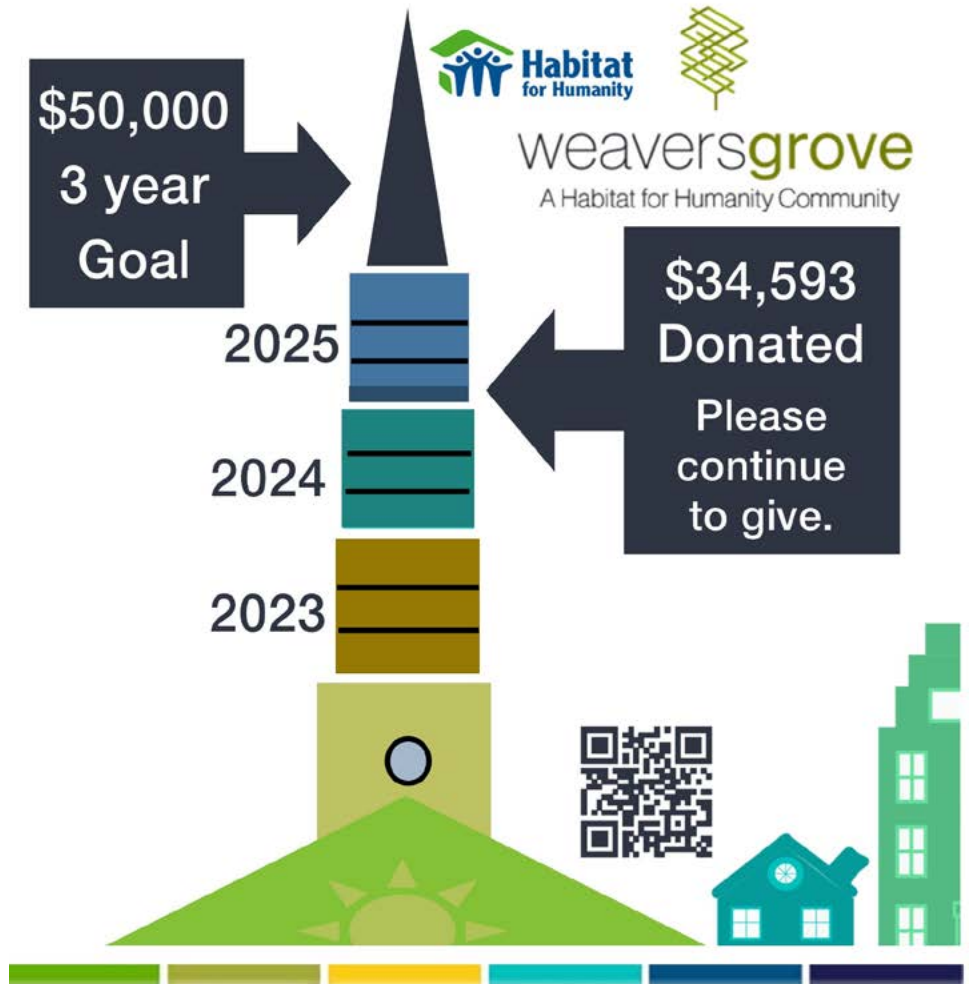 $50,000
3 year
Goal
Habitat
for Humanity
weaversgrove
A Habitat for Humanity Community
$34,593
Donated
Please
continue
to give.
2025
2024
2023